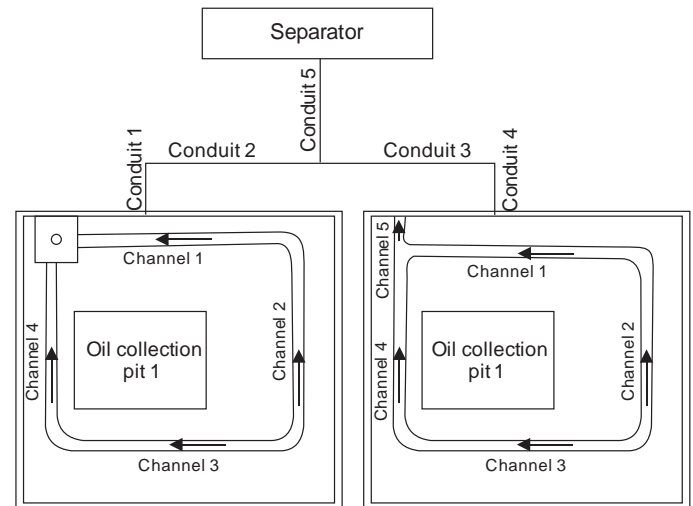 Separator
Conduit 5
Conduit 1
Conduit 2
Conduit 3
Conduit 4
Channel 1
Channel 2
Channel 4
Oil collection
pit 1
Channel 3
Channel 5
Channel 1
Channel 2
Channel 4
Oil collection
pit 1
Channel 3